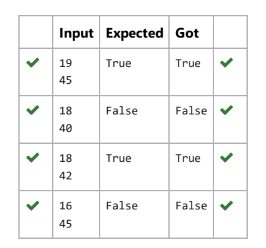 Input Expected Got
19 True True
45
18 False False
40
18 True True
42
16 False False
45